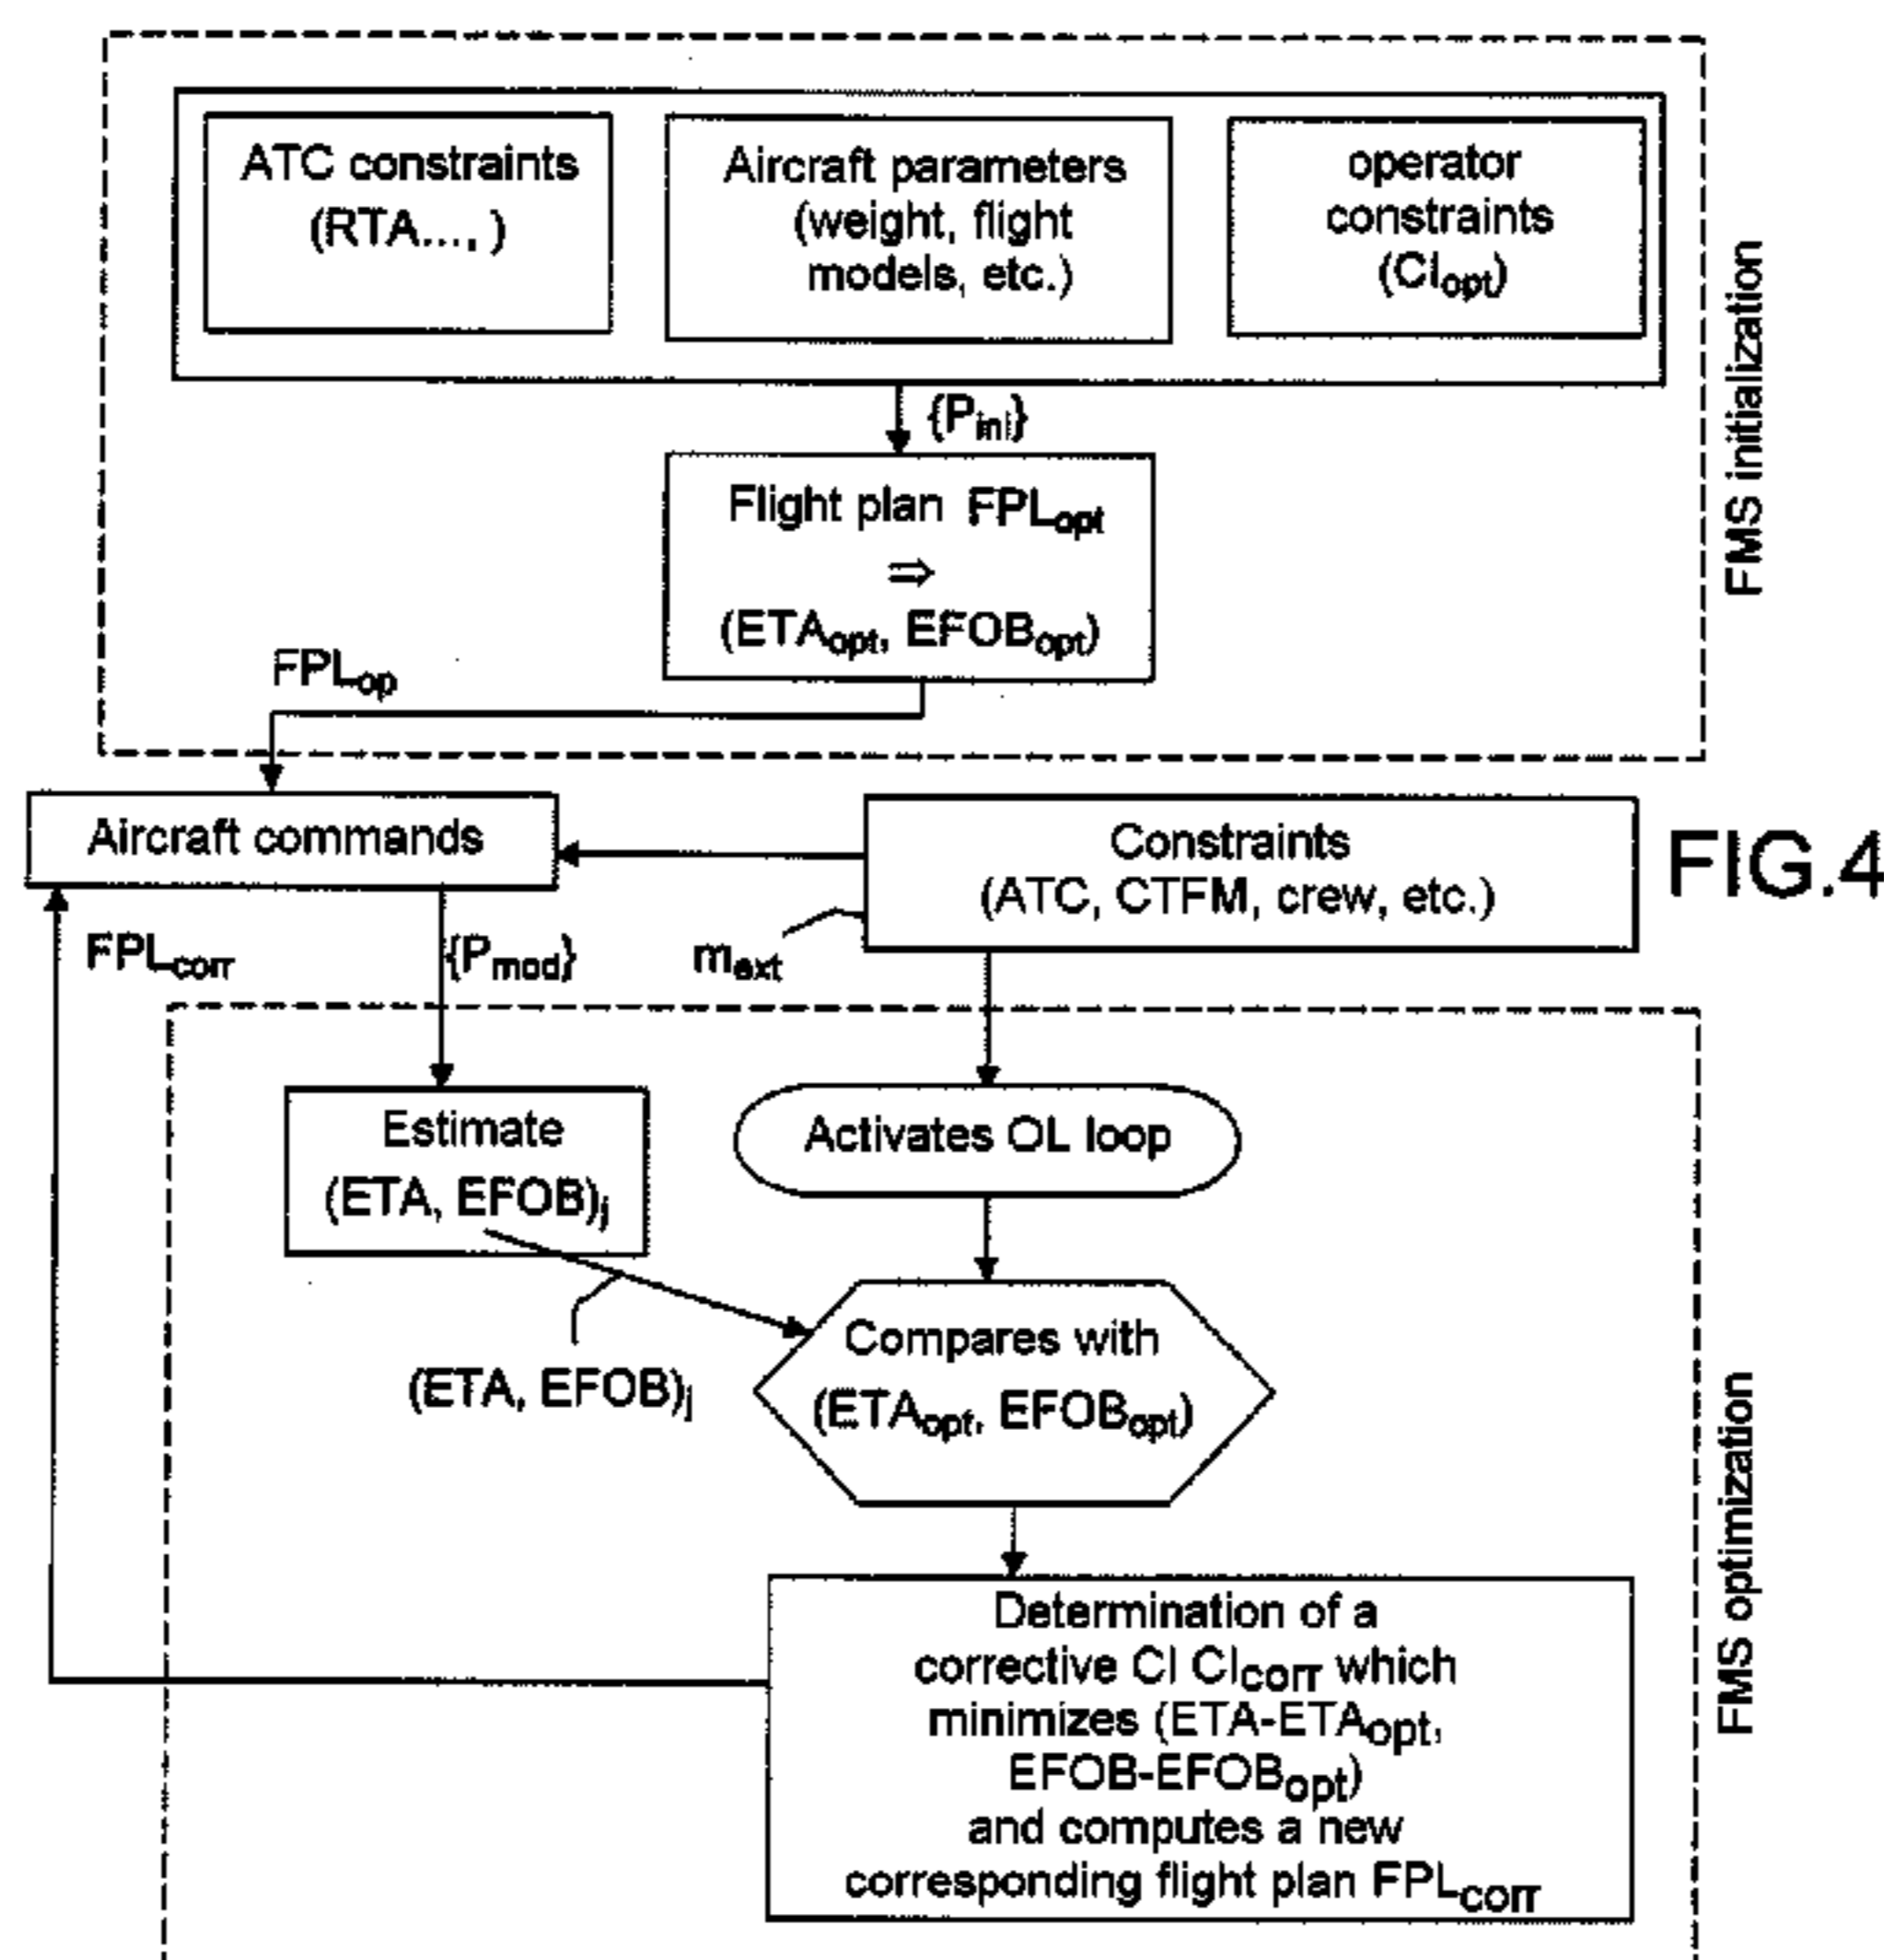 ATC constraints
(RTA..., )
Aircraft parameters
(weight, flight
models, etc.)
operator
constraints
(CIopt)
FMS initialization
{Pini}
Flight plan FPLopt
⇒
(ETAopt, EFOBopt)
FPLop
Aircraft commands
Constraints
(ATC, CTFM, crew, etc.)
FIG.4
FPLcorr
{Pmod}
mext
Estimate
(ETA, EFOB)j
Activates OL loop
(ETA, EFOB)j
Compares with
(ETAopt, EFOBopt)
FMS optimization
Determination of a
corrective CI CIcorr which
minimizes (ETA-ETAopt,
EFOB-EFOBopt)
and computes a new
corresponding flight plan FPLcorr